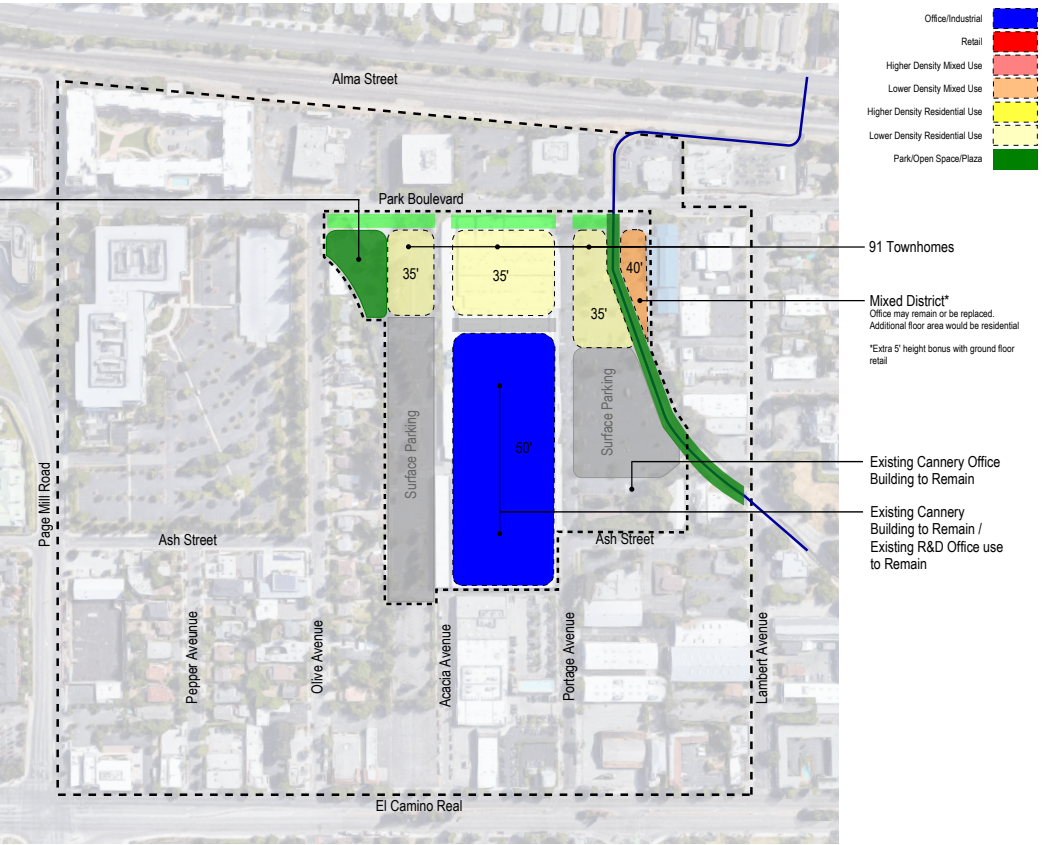 Office/Industrial
Retail
Higher Density Mixed Use
Lower Density Mixed Use
Higher Density Residential Use
Lower Density Residential Use
Park/Open Space/Plaza
Alma Street
Park Boulevard
91 Townhomes
35'
35'
40'
35'
Mixed District*
Office may remain or be replaced.
Additional floor area would be residential
*Extra 5' height bonus with ground floor
retail
Surface Parking
Surface Parking
50'
Existing Cannery Office
Building to Remain
Existing Cannery
Building to Remain /
Existing R&D Office use
to Remain
Page Mill Road
Ash Street
Ash Street
Pepper Aveunue
Olive Avenue
Acacia Avenue
Portage Avenue
Lambert Avenue
El Camino Real